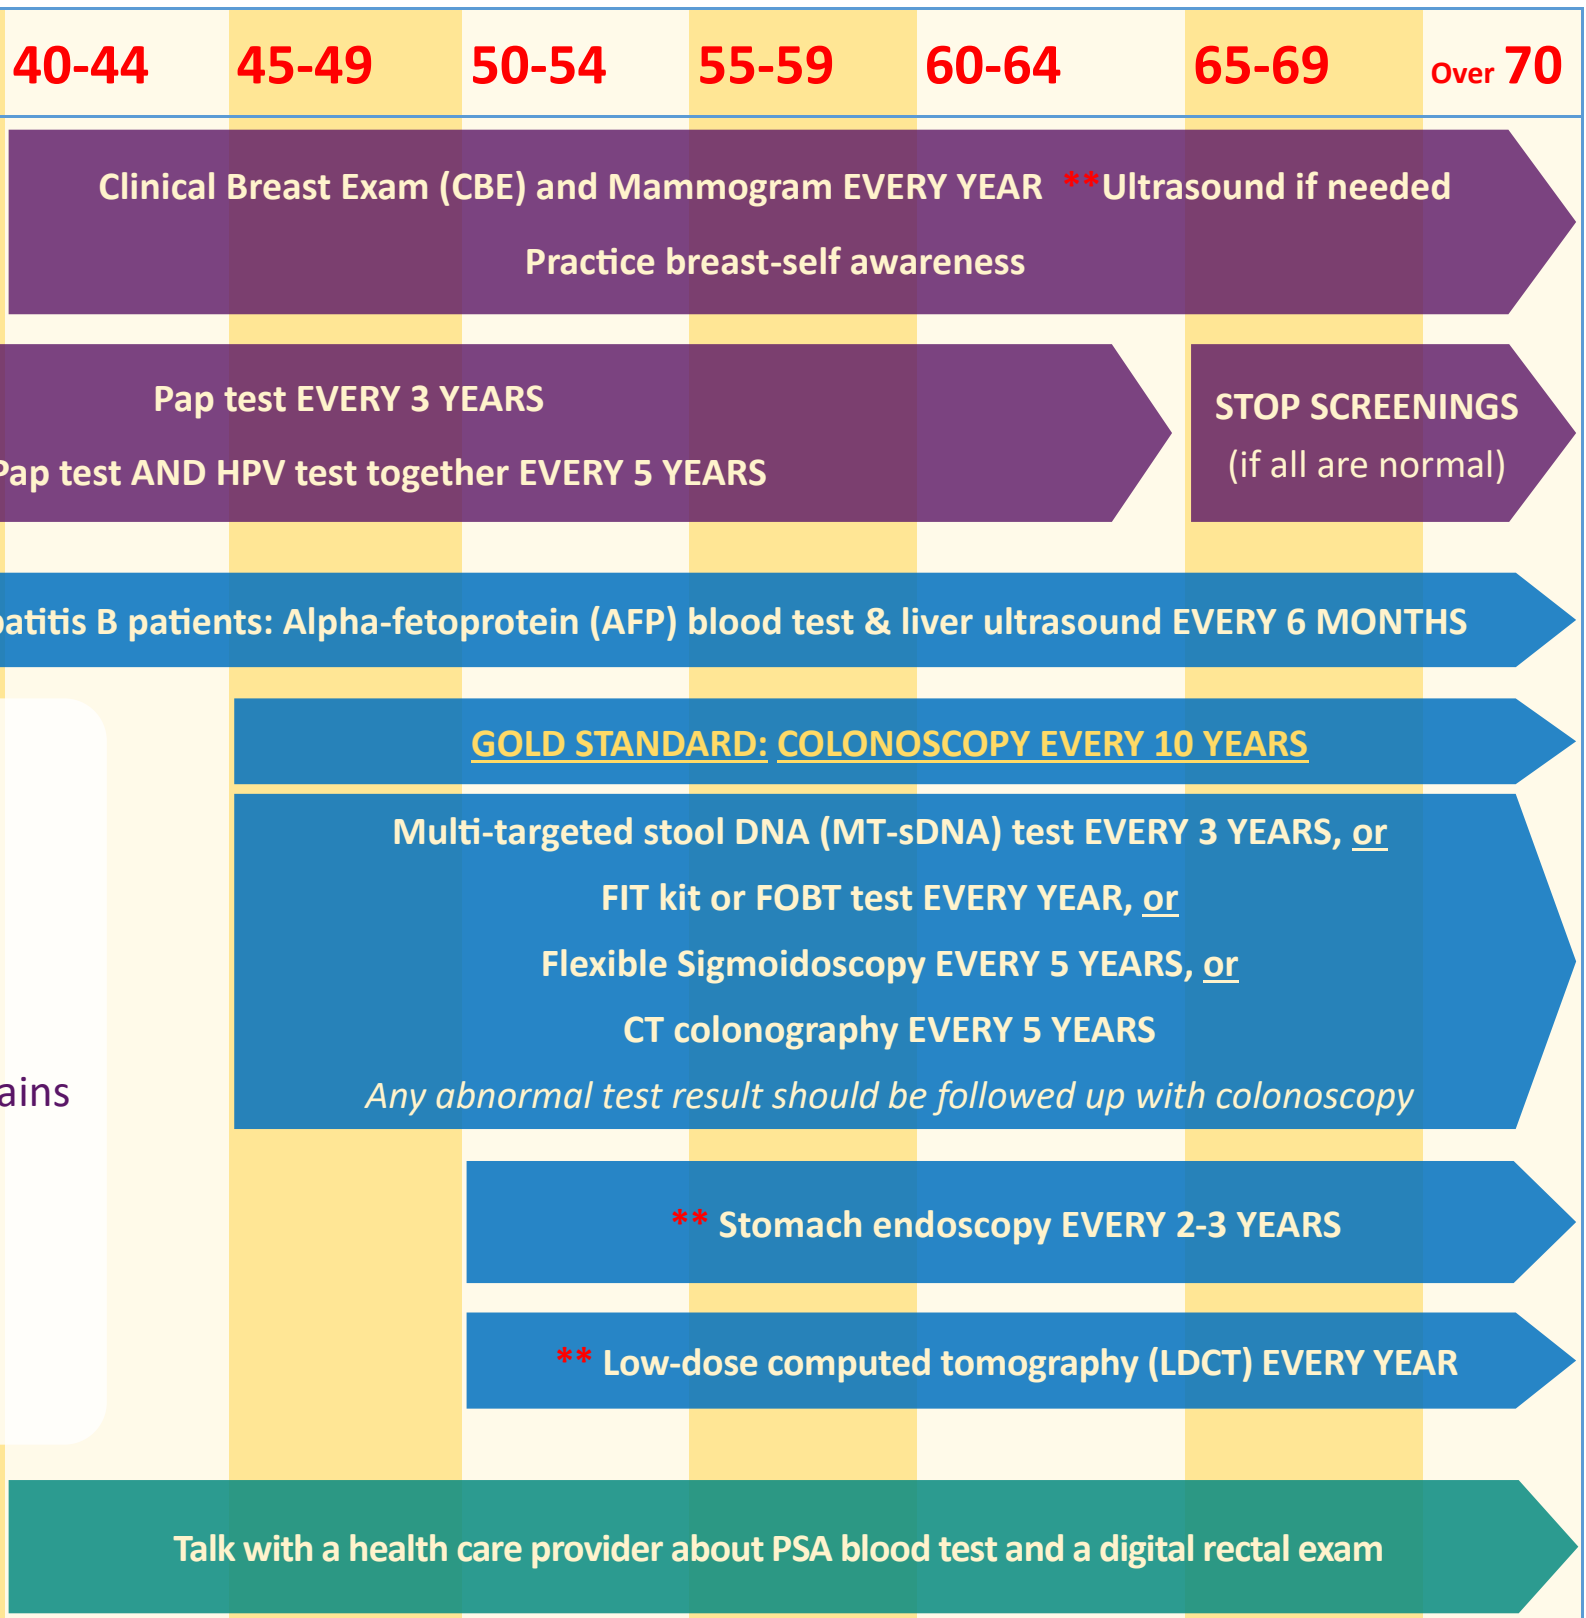 40-44 45-49 50-54 55-59 60-64 65-69 Over 70
Clinical Breast Exam (CBE) and Mammogram EVERY YEAR **Ultrasound if needed
Practice breast-self awareness
Pap test EVERY 3 YEARS
Pap test AND HPV test together EVERY 5 YEARS
STOP SCREENINGS
(if all are normal)
patitis B patients: Alpha-fetoprotein (AFP) blood test & liver ultrasound EVERY 6 MONTHS
GOLD STANDARD: COLONOSCOPY EVERY 10 YEARS
Multi-targeted stool DNA (MT-sDNA) test EVERY 3 YEARS, or
FIT kit or FOBT test EVERY YEAR, or
Flexible Sigmoidoscopy EVERY 5 YEARS, or
CT colonography EVERY 5 YEARS
Any abnormal test result should be followed up with colonoscopy
ains
** Stomach endoscopy EVERY 2-3 YEARS
** Low-dose computed tomography (LDCT) EVERY YEAR
Talk with a health care provider about PSA blood test and a digital rectal exam